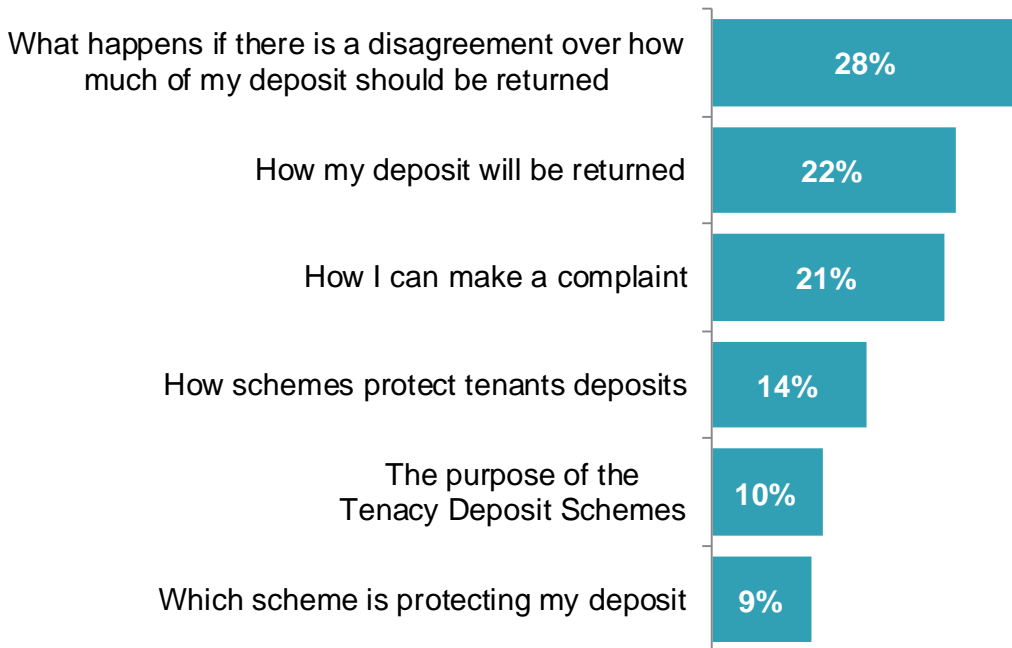 What happens if there is a disagreement over how
much of my deposit should be returned
28%
How my deposit will be returned
22%
How I can make a complaint
21%
How schemes protect tenants deposits
14%
The purpose of the
Tenacy Deposit Schemes
10%
Which scheme is protecting my deposit
9%